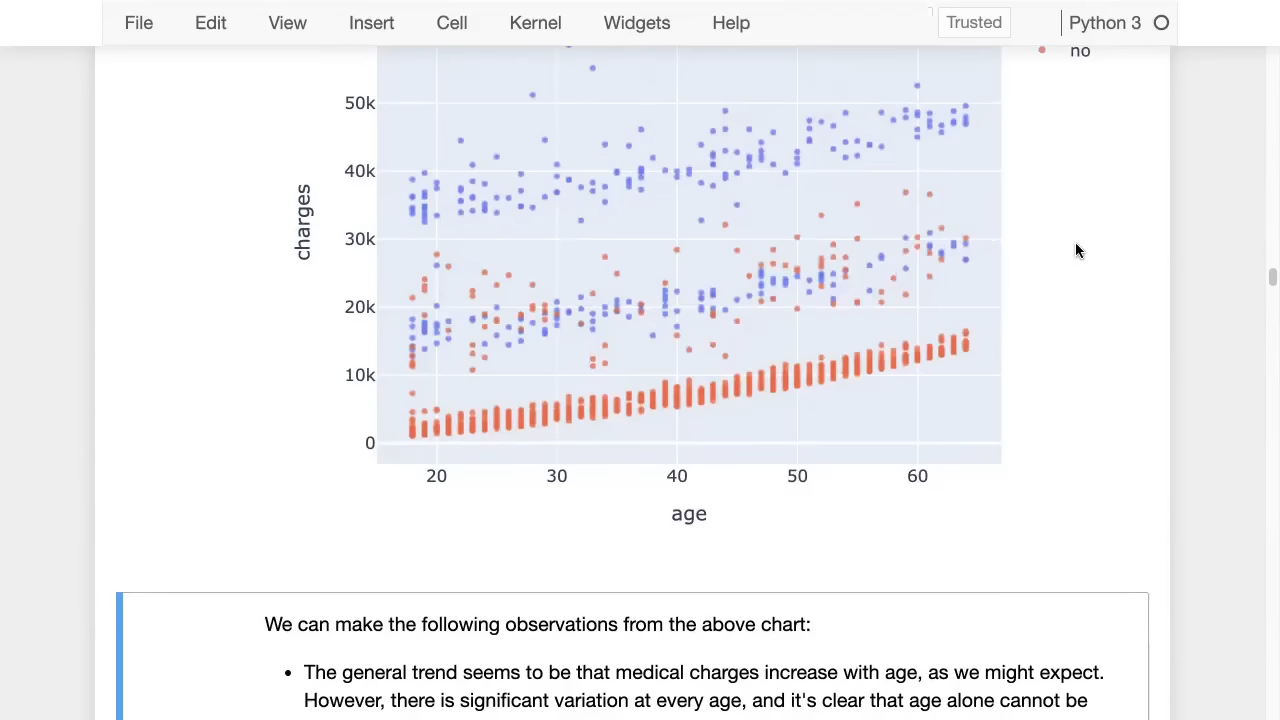 File Edit View Insert Cell Kernel Widgets Help Trusted Python 3
no
50k
40k
30k
20k
10k
0
charges
20 30 40 50 60
age
We can make the following observations from the above chart:
• The general trend seems to be that medical charges increase with age, as we might expect.
However, there is significant variation at every age, and it's clear that age alone cannot be